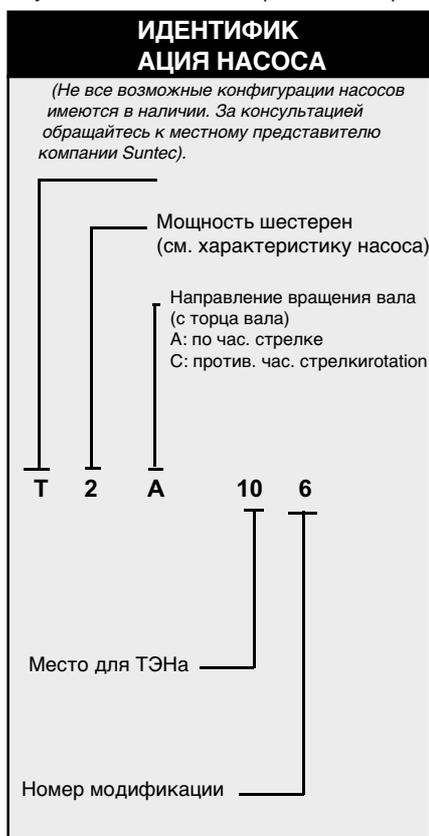 ИДЕНТИФИК
АЦИЯ НАСОСА
(Не все возможные конфигурации насосов
имеются в наличии. За консультацией
обращайтесь к местному представителю
компании Suntec).
Мощность шестерен
(см. характеристику насоса)
Направление вращения вала
(с торца вала)
А: по час. стрелке
С: против. час. стрелкиrotation
T 2 A 10 6
Место для ТЭНа
Номер модификации